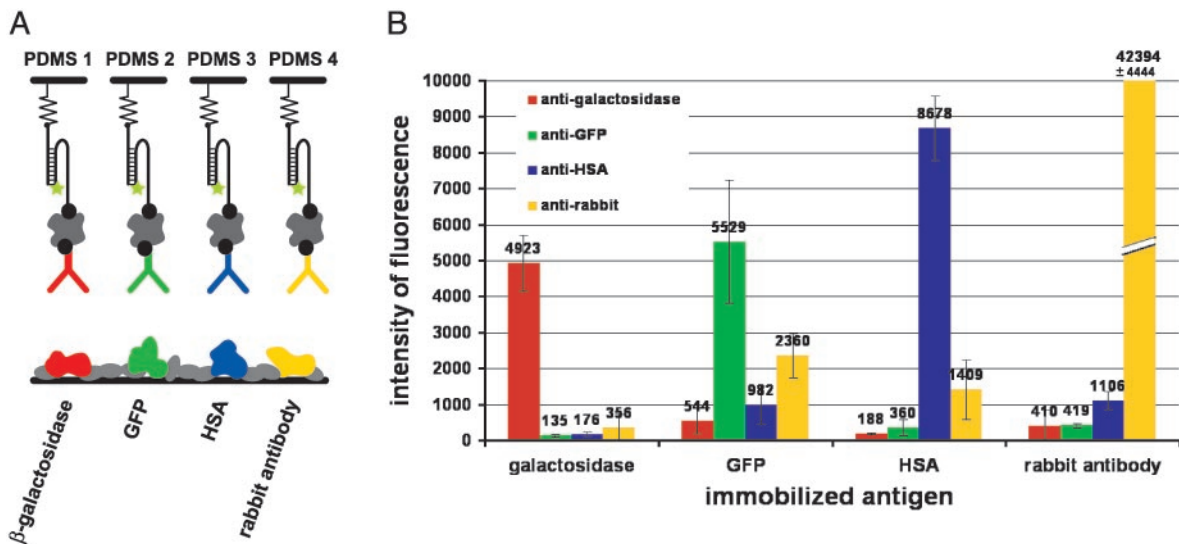 A
PDMS 1 PDMS 2 PDMS 3 PDMS 4
β-galactosidase
GFP
HSA
rabbit antibody
B
intensity of fluorescence
10000
9000
8000
7000
6000
5000
4000
3000
2000
1000
0
anti-galactosidase
anti-GFP
anti-HSA
anti-rabbit
4923
135
176
356
544
5529
982
2360
188
360
8678
1409
410
419
1106
42394
±4444
galactosidase GFP HSA rabbit antibody
immobilized antigen